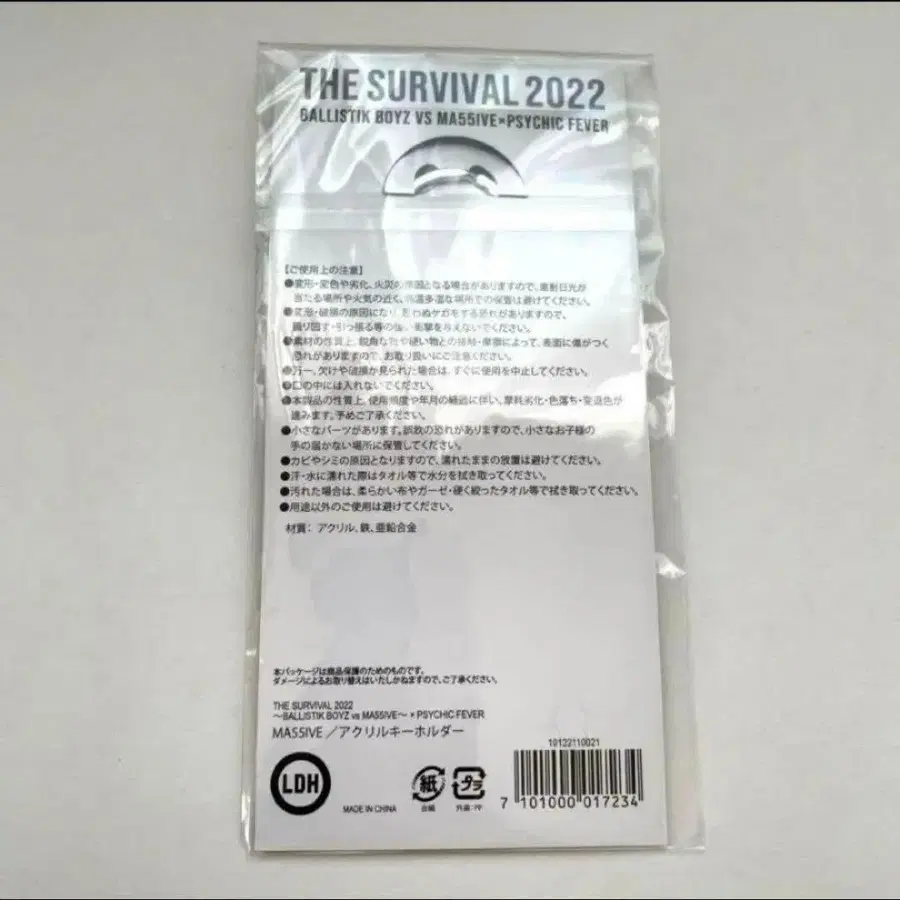 THE SURVIVAL 2022
BALLISTIK BOYZ VS MA55IVE×PSYCHIC FEVER
【ご使用上の注意】
●変形・変色や劣化、火災の原因となる場合がありますので、直射日光が
当たる場所や火気の近く、高温多湿な場所での保管は避けてください。
●変形・破損の原因になり、思わぬケガをする恐れがありますので、
振り回す・引っ張る等の強い衝撃を与えないでください。
●素材の性質上、鋭角な物や硬い物との接触・摩擦によって、表面に傷がつく
恐れがありますので、お取り扱いにご注意ください。
●万一、欠けや破損が見られた場合は、すぐに使用を中止してください。
●口の中には入れないでください。
●本製品の性質上、使用頻度や年月の経過に伴い、摩耗劣化・色落ち・変退色が
進みます。予めご了承ください。
●小さなパーツがあります。誤飲の恐れがありますので、小さなお子様の
手の届かない場所に保管してください。
●カビやシミの原因となりますので、濡れたままの放置は避けてください。
●汗・水に濡れた際はタオル等で水分を拭き取ってください。
●汚れた場合は、柔らかい布やガーゼ・硬く絞ったタオル等で拭き取ってください。
●用途以外のご使用は避けてください。
材質：アクリル、鉄、亜鉛合金
本パッケージは商品保護のためのものです。
ダメージによるお取り替えはいたしかねますので、ご了承ください。
THE SURVIVAL 2022
～BALLISTIK BOYZ vs MA55IVE～ × PSYCHIC FEVER
MA55IVE ／アクリルキーホルダー
10122110021
LDH
MADE IN CHINA
紙
台紙
プラ
外装：PP
7 101000 017234